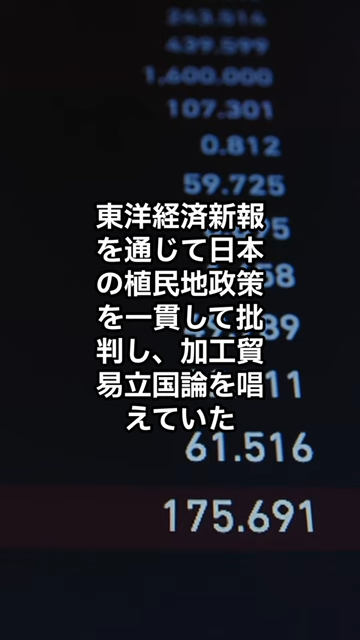 439.599
1,600.000
107.301
0.812
59.725
東洋経済新報
を通じて日本
の植民地政策
を一貫して批
判し、加工貿
易立国論を唱
えていた
61.516
175.691